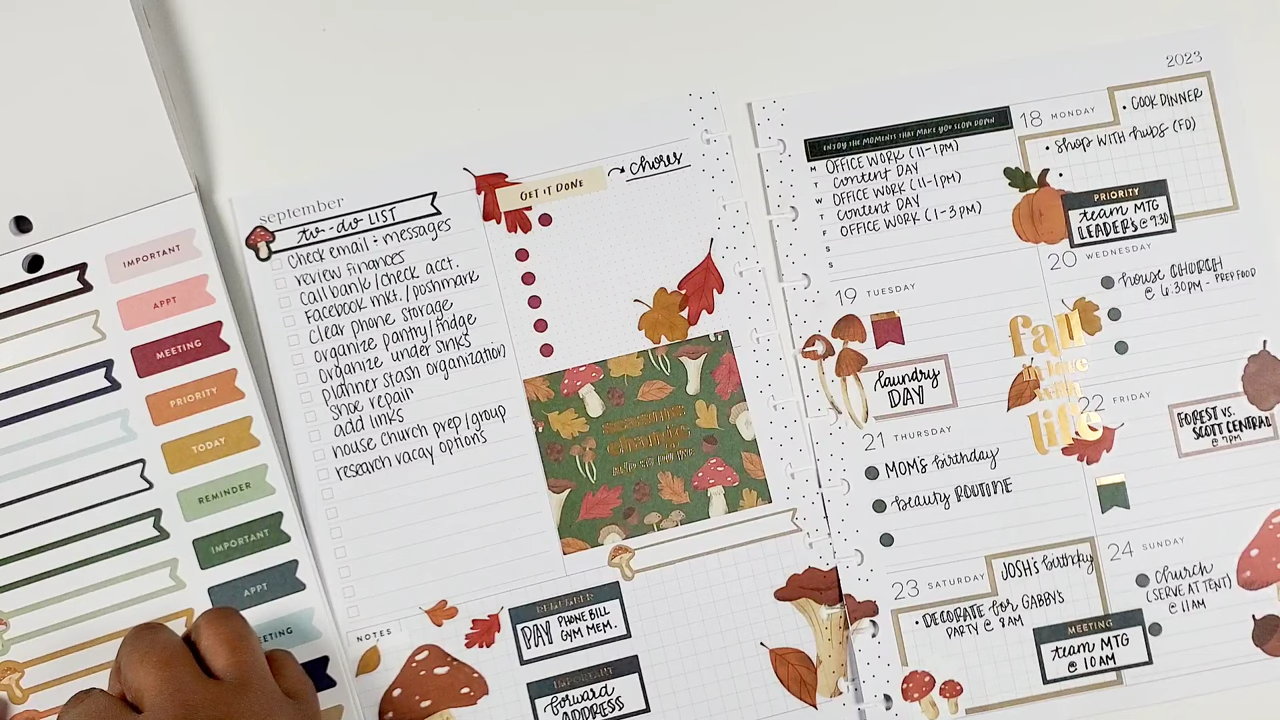 IMPORTANT
APPT
MEETING
PRIORITY
TODAY
REMINDER
IMPORTANT
APPT
MEETING
september
to-do LIST
Check email & messages
review finances
Call bank/check acct.
Facebook mkt./poshmark
clear phone storage
organize pantry/fridge
organize under sinks
planner stash organization
shoe repair
add links
house church prep/group
research vacay options
GET IT DONE
chores
NOTES
REMEMBER
PAY PHONE BILL
GYM MEM.
IMPORTANT
forward
ADDRESS
2023
ENJOY THE MOMENTS THAT MAKE YOU SLOW DOWN
M OFFICE WORK (11-1PM)
T content DAY
W OFFICE WORK (11-1PM)
T content DAY
F OFFICE WORK (1-3PM)
S
S
18 MONDAY
• COOK DINNER
• shop WITH hubs (FD)
PRIORITY
team MTG
LEADERS @ 9:30
19 TUESDAY
laundry
DAY
20 WEDNESDAY
house CHURCH
@ 6:30PM - PREP FOOD
fall
in love
with
life
21 THURSDAY
MOM's birthday
beauty ROUTINE
22 FRIDAY
FOREST vs.
SCOTT CENTRAL
@ 7PM
23 SATURDAY
JOSH's birthday
• DECORATE for GABBY's
PARTY @ 8AM
MEETING
team MTG
@ 10AM
24 SUNDAY
church
(SERVE AT TENT)
@ 11AM